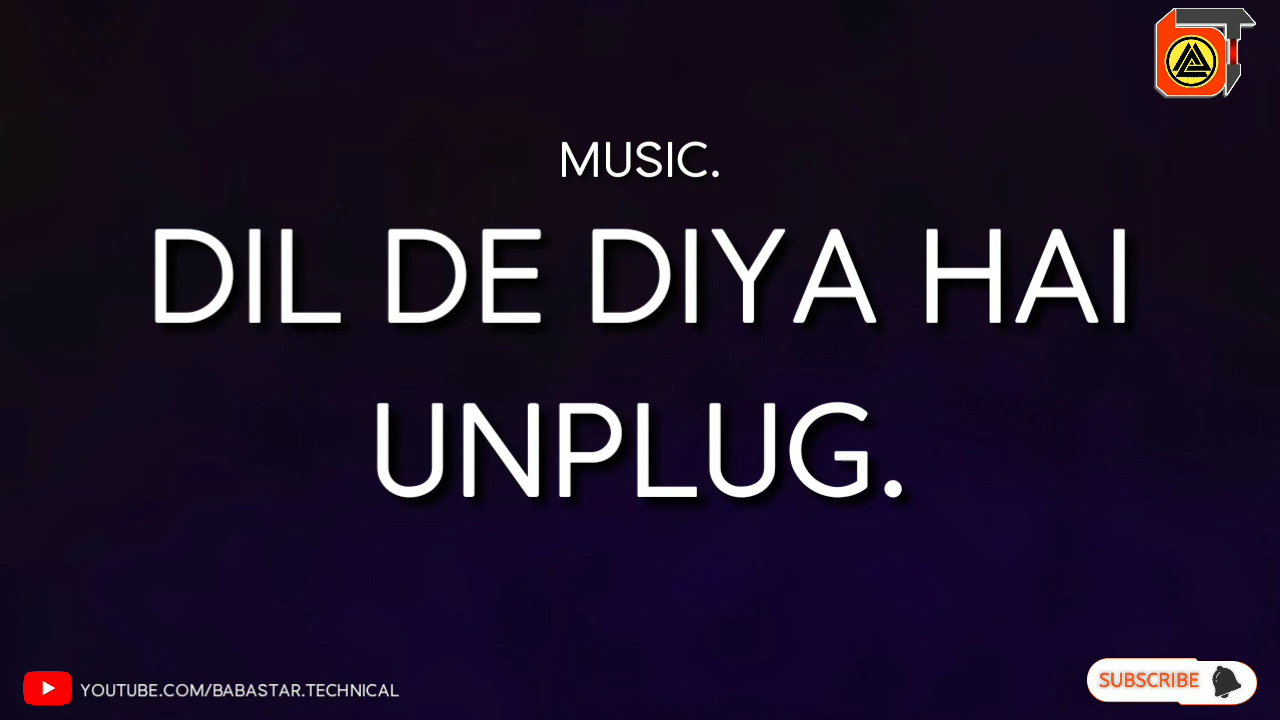 MUSIC.
DIL DE DIYA HAI
UNPLUG.
YOUTUBE.COM/BABASTAR.TECHNICAL
SUBSCRIBE